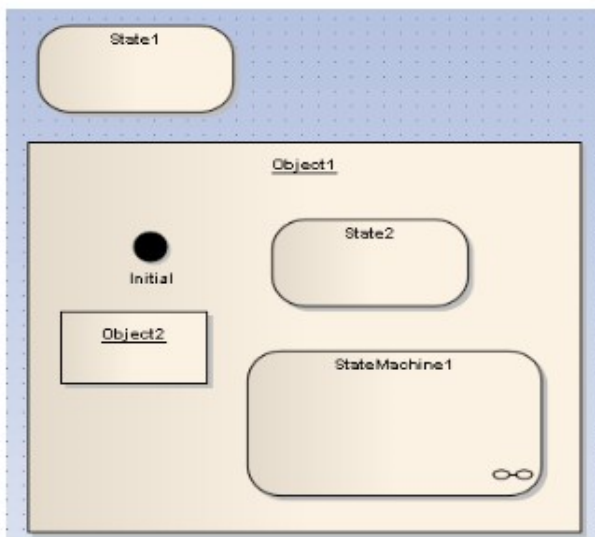 State1
Object1
State2
Initial
Object2
StateMachine1